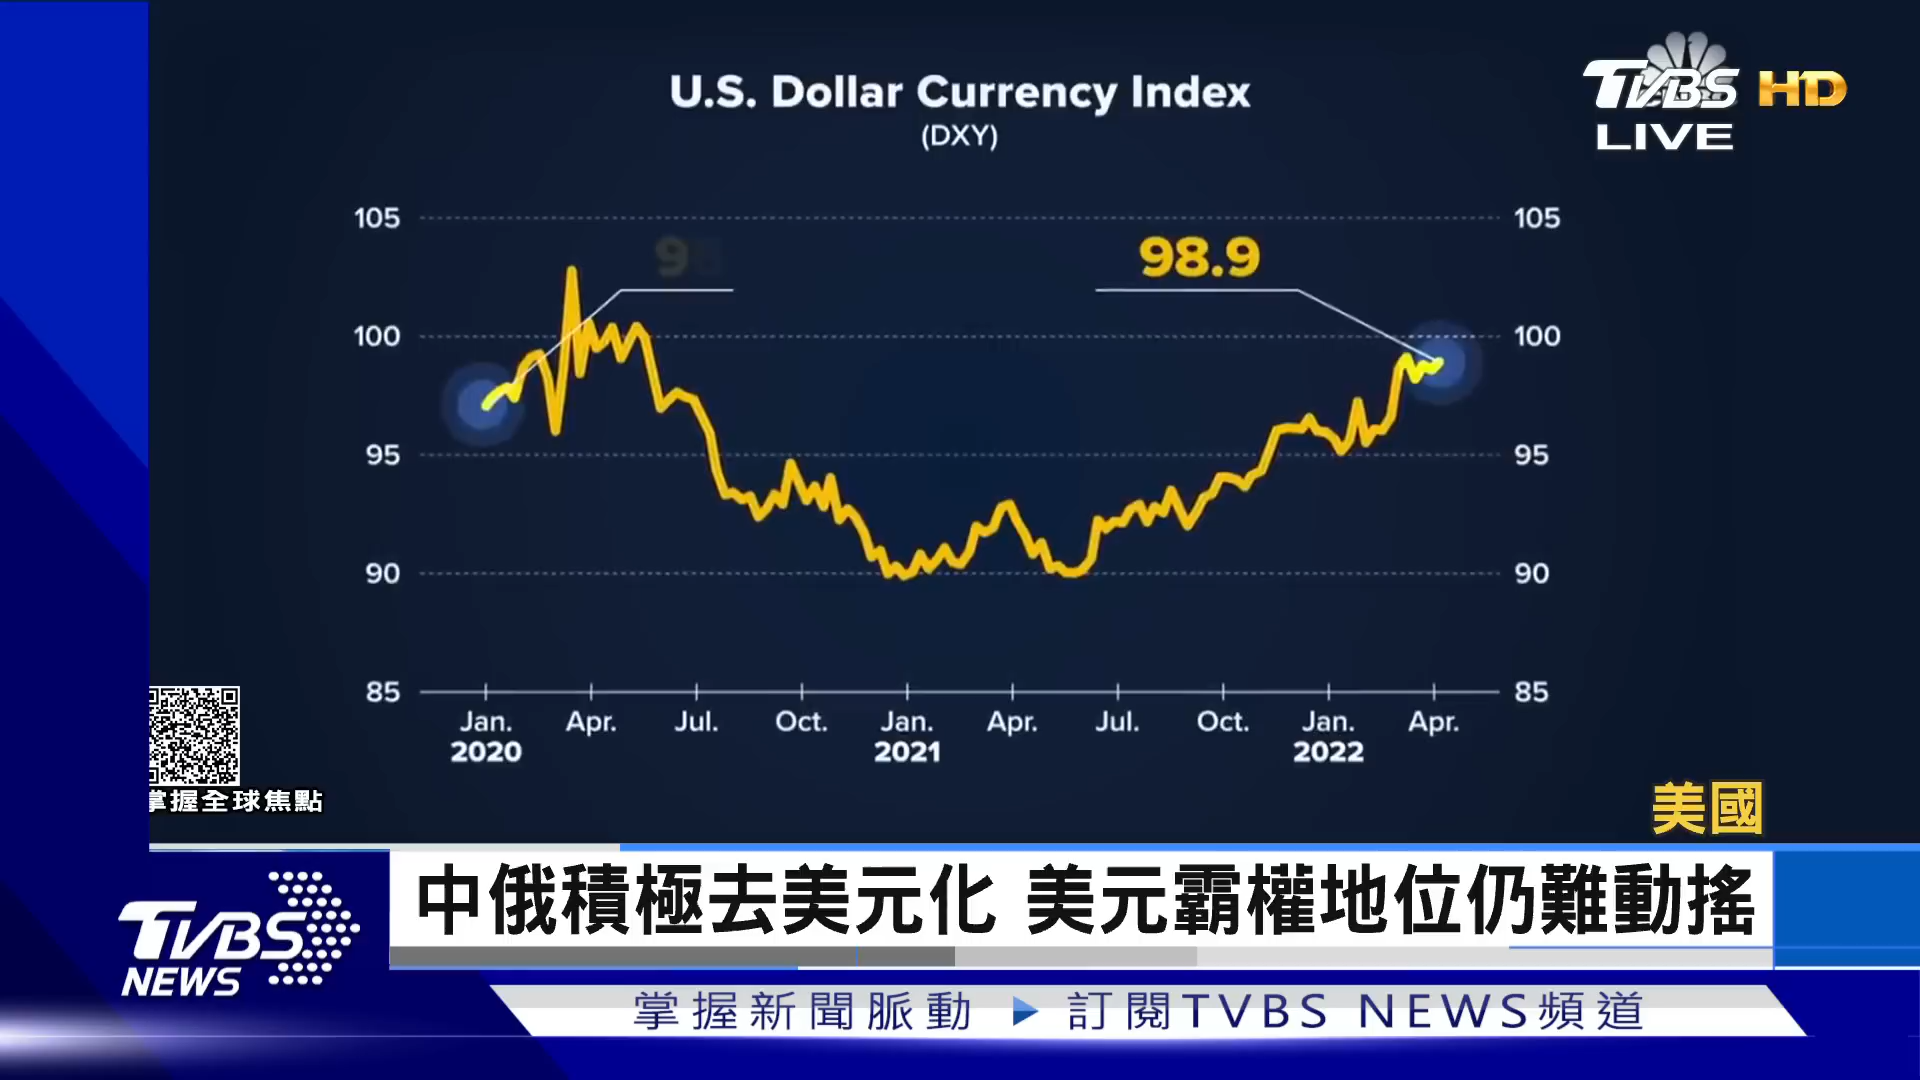 U.S. Dollar Currency Index
(DXY)
TVBS HD
LIVE
105
105
98.9
100
100
95
95
90
90
85
85
Jan. Apr. Jul. Oct. Jan. Apr. Jul. Oct. Jan. Apr.
2020 2021 2022
掌握全球焦點
美國
中俄積極去美元化 美元霸權地位仍難動搖
TVBS
NEWS
掌握新聞脈動 訂閱TVBS NEWS頻道